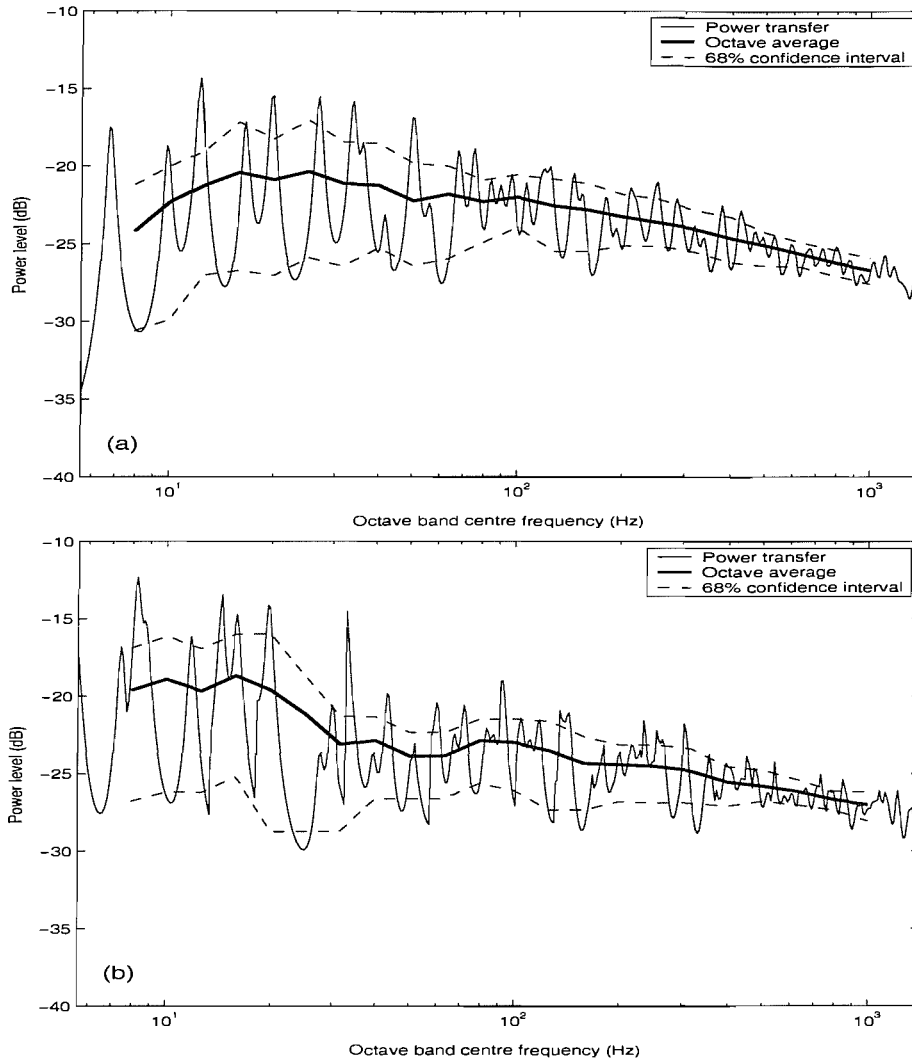 -10
-15
-20
-25
-30
-35
-40
Power level (dB)
Power transfer
Octave average
68% confidence interval
(a)
10¹
10²
10³
Octave band centre frequency (Hz)
-10
-15
-20
-25
-30
-35
-40
Power level (dB)
Power transfer
Octave average
68% confidence interval
(b)
10¹
10²
10³
Octave band centre frequency (Hz)